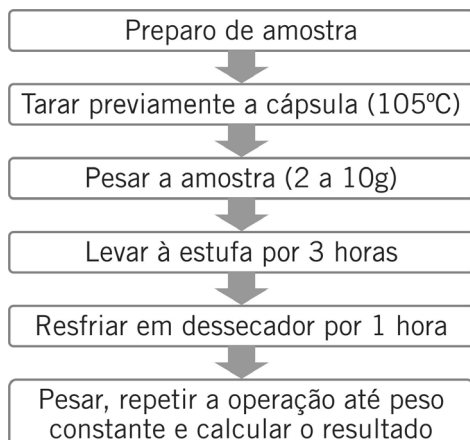 Preparo de amostra
Tarar previamente a cápsula (105ºC)
Pesar a amostra (2 a 10g)
Levar à estufa por 3 horas
Resfriar em dessecador por 1 hora
Pesar, repetir a operação até peso
constante e calcular o resultado